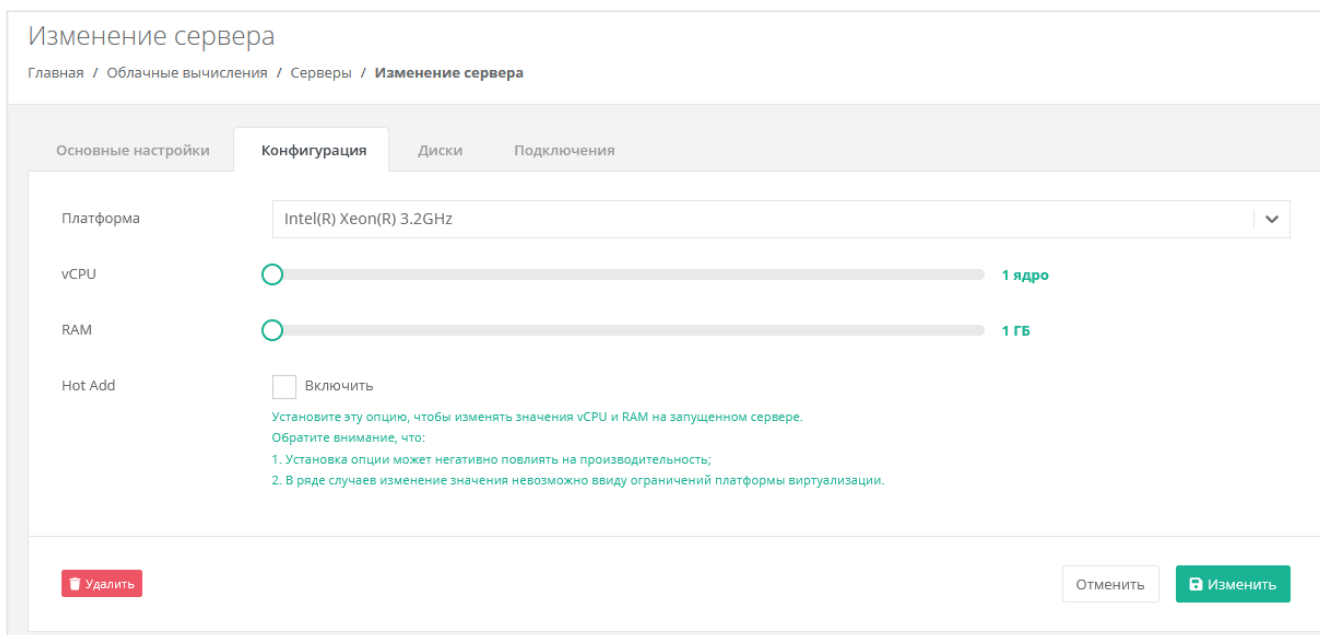 Изменение сервера
Главная / Облачные вычисления / Серверы / Изменение сервера
Основные настройки Конфигурация Диски Подключения
Платформа Intel(R) Xeon(R) 3.2GHz
vCPU 1 ядро
RAM 1 ГБ
Hot Add Включить
Установите эту опцию, чтобы изменять значения vCPU и RAM на запущенном сервере.
Обратите внимание, что:
1. Установка опции может негативно повлиять на производительность;
2. В ряде случаев изменение значения невозможно ввиду ограничений платформы виртуализации.
Удалить Отменить Изменить